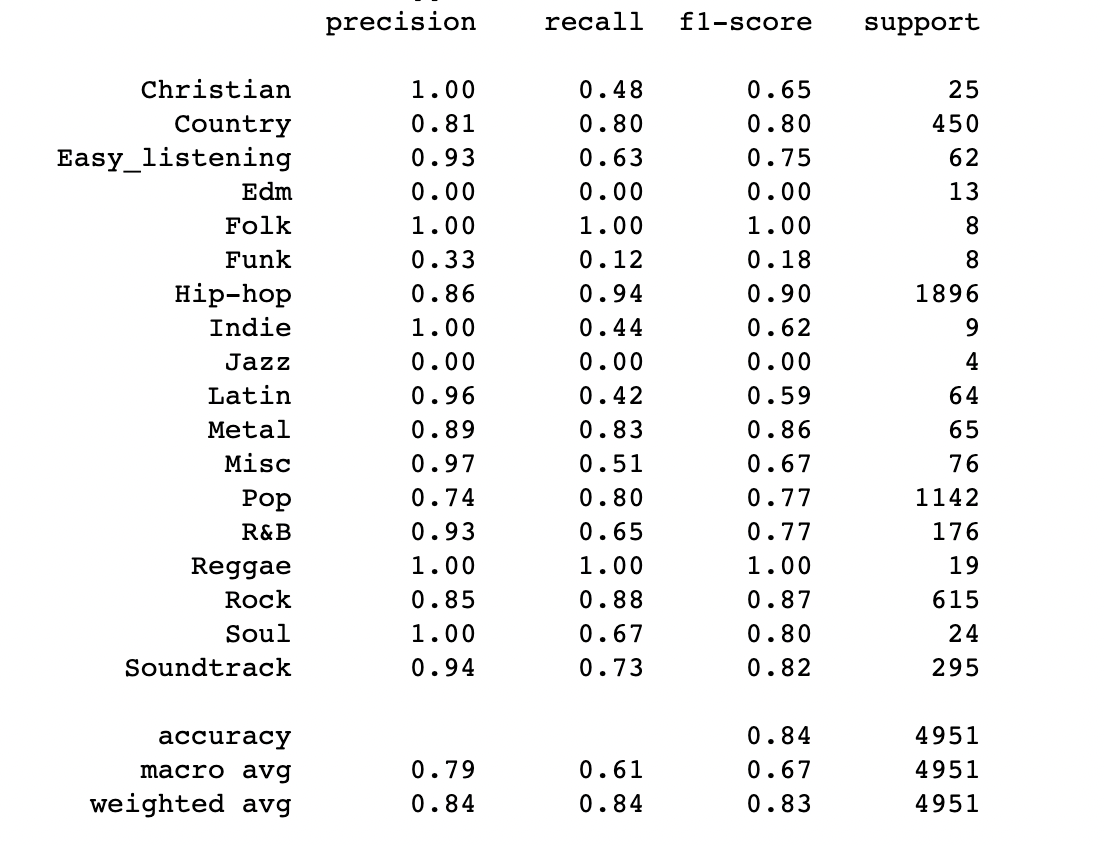 precision recall f1-score support
Christian 1.00 0.48 0.65 25
Country 0.81 0.80 0.80 450
Easy_listening 0.93 0.63 0.75 62
Edm 0.00 0.00 0.00 13
Folk 1.00 1.00 1.00 8
Funk 0.33 0.12 0.18 8
Hip-hop 0.86 0.94 0.90 1896
Indie 1.00 0.44 0.62 9
Jazz 0.00 0.00 0.00 4
Latin 0.96 0.42 0.59 64
Metal 0.89 0.83 0.86 65
Misc 0.97 0.51 0.67 76
Pop 0.74 0.80 0.77 1142
R&B 0.93 0.65 0.77 176
Reggae 1.00 1.00 1.00 19
Rock 0.85 0.88 0.87 615
Soul 1.00 0.67 0.80 24
Soundtrack 0.94 0.73 0.82 295
accuracy 0.84 4951
macro avg 0.79 0.61 0.67 4951
weighted avg 0.84 0.84 0.83 4951